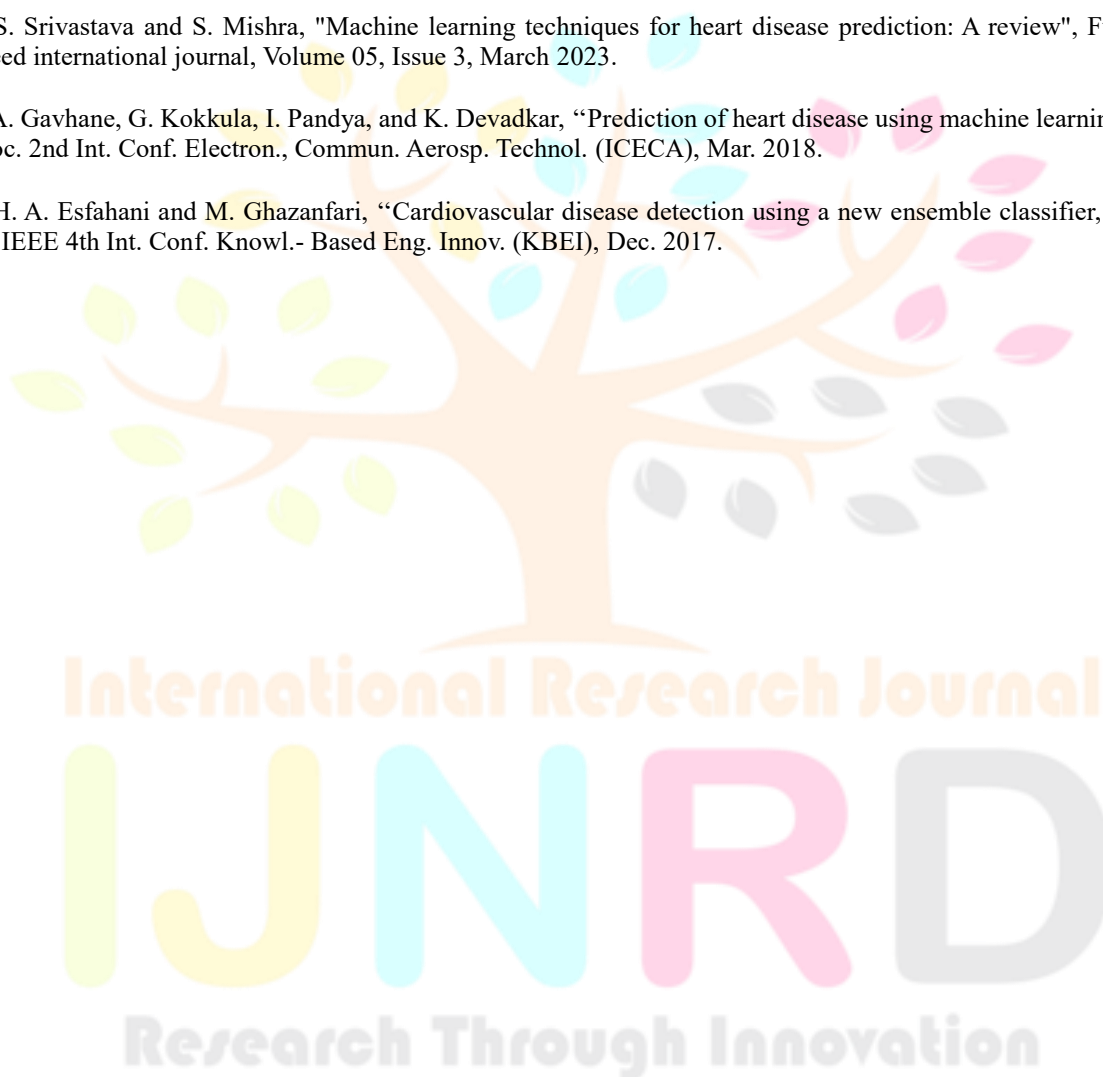 S. Srivastava and S. Mishra, "Machine learning techniques for heart disease prediction: A review", F
ed international journal, Volume 05, Issue 3, March 2023.
A. Gavhane, G. Kokkula, I. Pandya, and K. Devadkar, ‘‘Prediction of heart disease using machine learnin
oc. 2nd Int. Conf. Electron., Commun. Aerosp. Technol. (ICECA), Mar. 2018.
H. A. Esfahani and M. Ghazanfari, ‘‘Cardiovascular disease detection using a new ensemble classifier,
IEEE 4th Int. Conf. Knowl.- Based Eng. Innov. (KBEI), Dec. 2017.
International Research Journal
IJNRD
Research Through Innovation